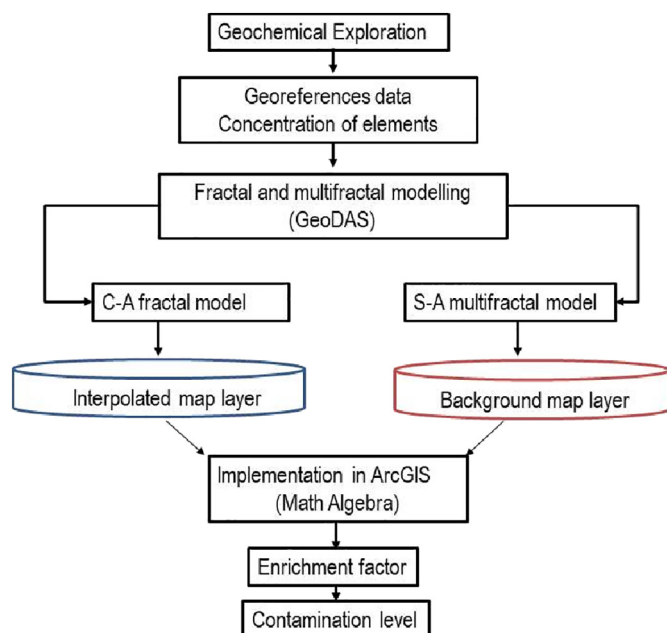 Geochemical Exploration
Georeferences data
Concentration of elements
Fractal and multifractal modelling
(GeoDAS)
C-A fractal model
S-A multifractal model
Interpolated map layer
Background map layer
Implementation in ArcGIS
(Math Algebra)
Enrichment factor
Contamination level